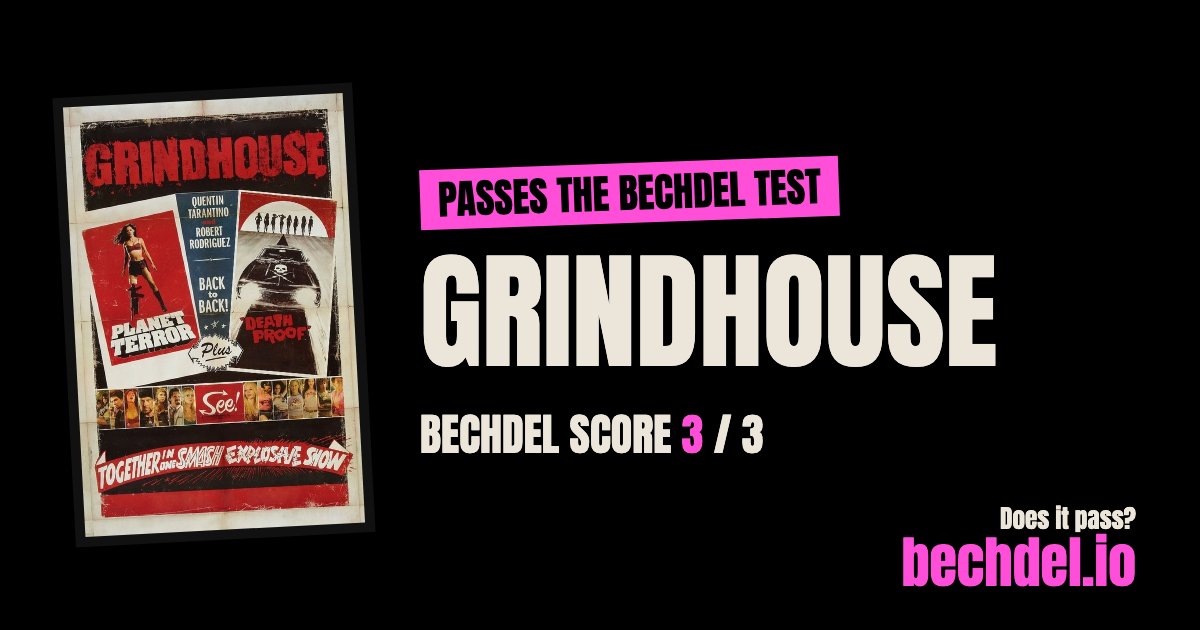 GRINDHOUSE
QUENTIN
TARANTINO
ROBERT
RODRIGUEZ
BACK
to
BACK!
PLANET
TERROR
DEATH
PROOF
Plus
See!
TOGETHER IN ONE SMASH EXPLOSIVE SHOW
PASSES THE BECHDEL TEST
GRINDHOUSE
BECHDEL SCORE 3 / 3
Does it pass?
bechdel.io